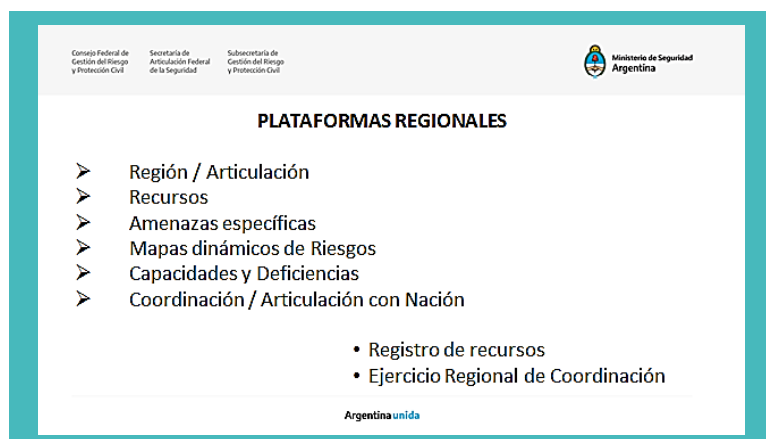 Consejo Federal de
Gestión del Riesgo
y Protección Civil
Secretaría de
Articulación Federal
de la Seguridad
Subsecretaría de
Gestión del Riesgo
y Protección Civil
Ministerio de Seguridad
Argentina
PLATAFORMAS REGIONALES
➢ Región / Articulación
➢ Recursos
➢ Amenazas específicas
➢ Mapas dinámicos de Riesgos
➢ Capacidades y Deficiencias
➢ Coordinación / Articulación con Nación
• Registro de recursos
• Ejercicio Regional de Coordinación
Argentina unida